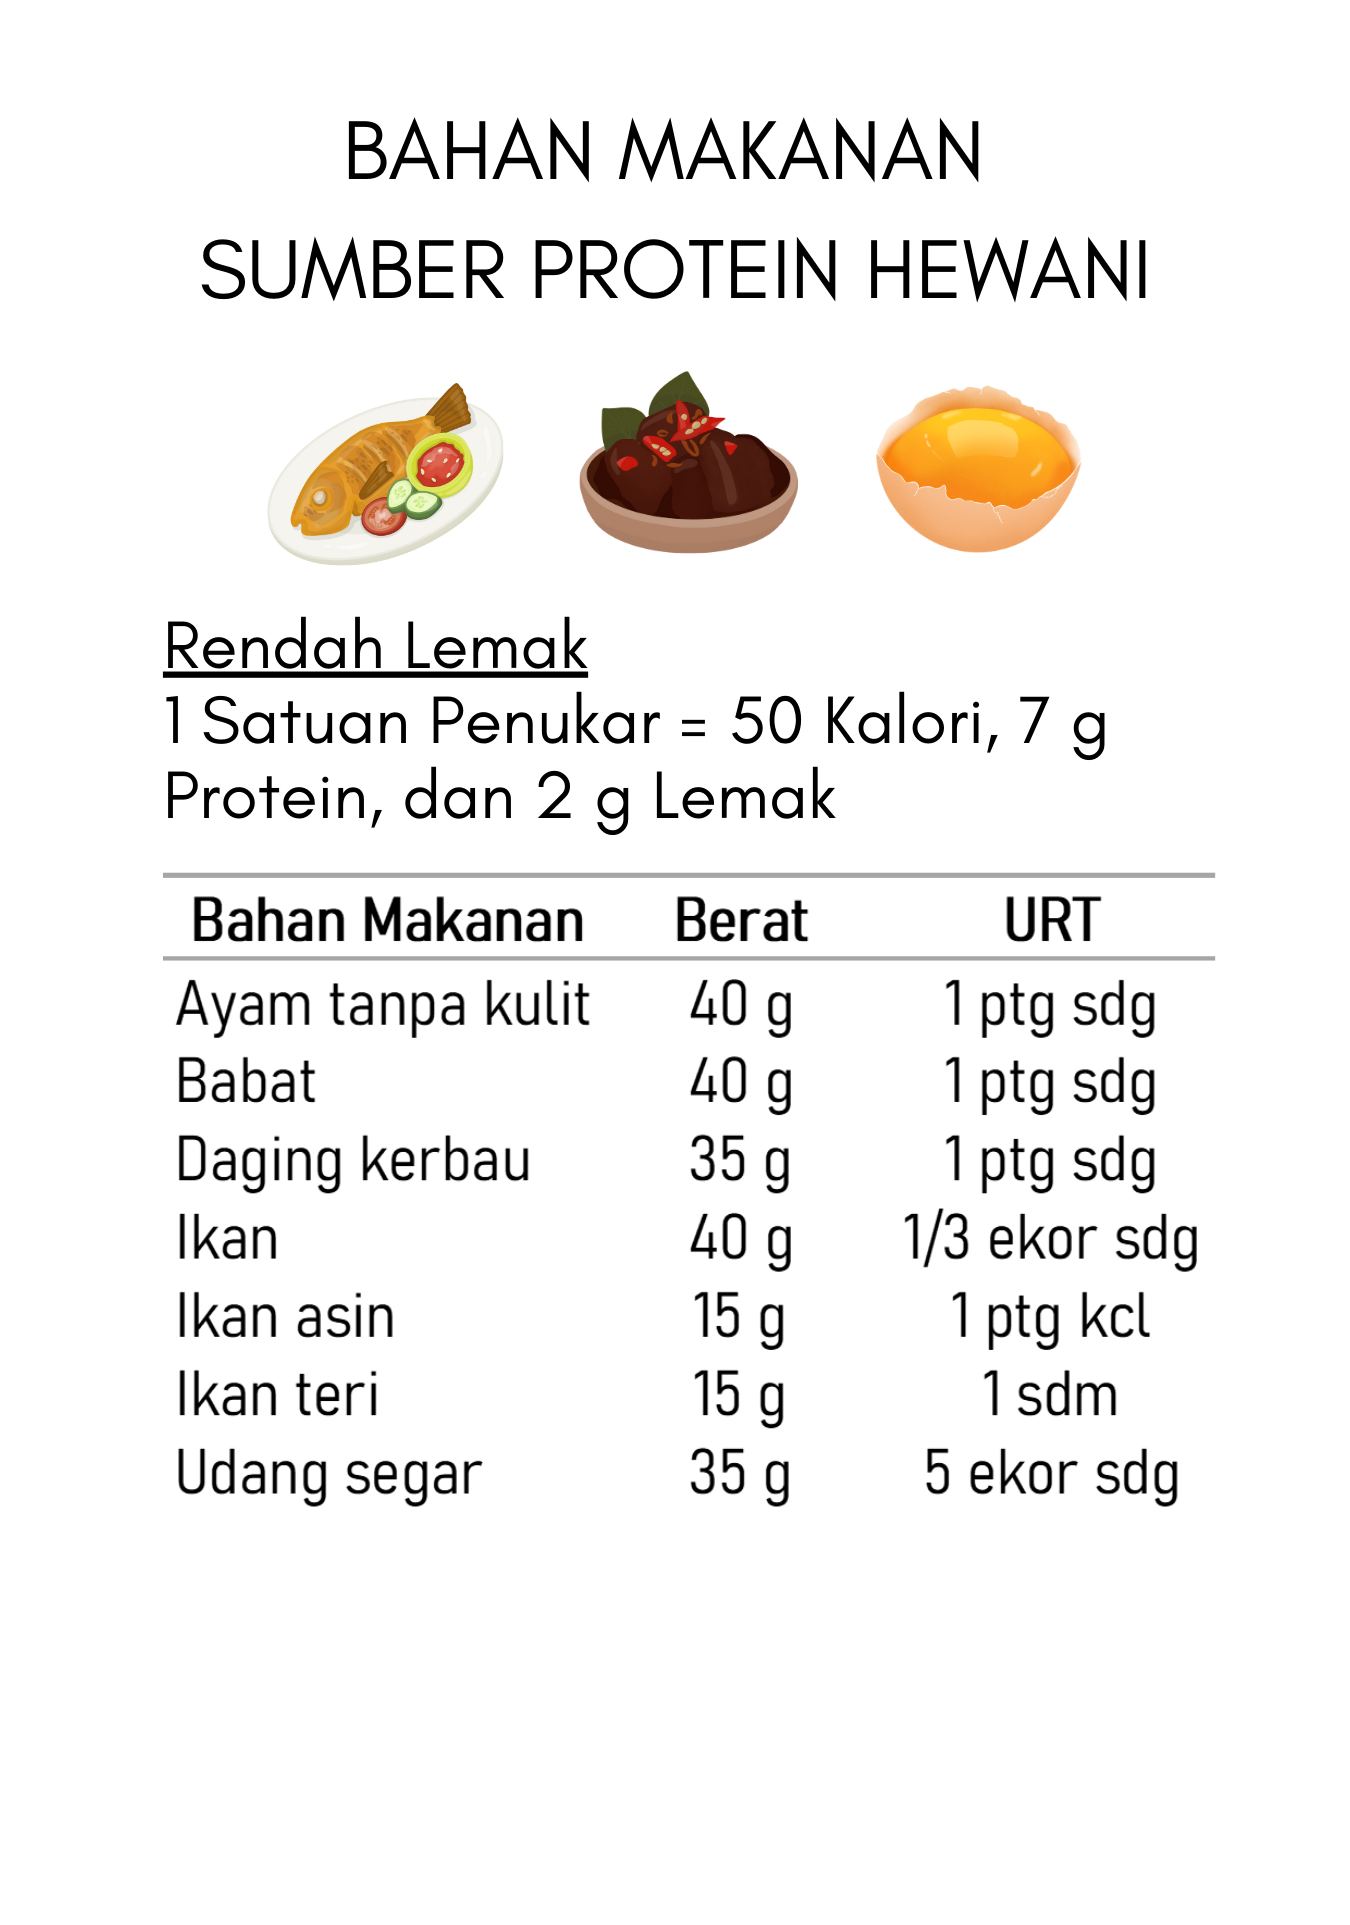 BAHAN MAKANAN
SUMBER PROTEIN HEWANI
Rendah Lemak
1 Satuan Penukar = 50 Kalori, 7 g
Protein, dan 2 g Lemak
Bahan Makanan Berat URT
Ayam tanpa kulit 40 g 1 ptg sdg
Babat 40 g 1 ptg sdg
Daging kerbau 35 g 1 ptg sdg
Ikan 40 g 1/3 ekor sdg
Ikan asin 15 g 1 ptg kcl
Ikan teri 15 g 1 sdm
Udang segar 35 g 5 ekor sdg